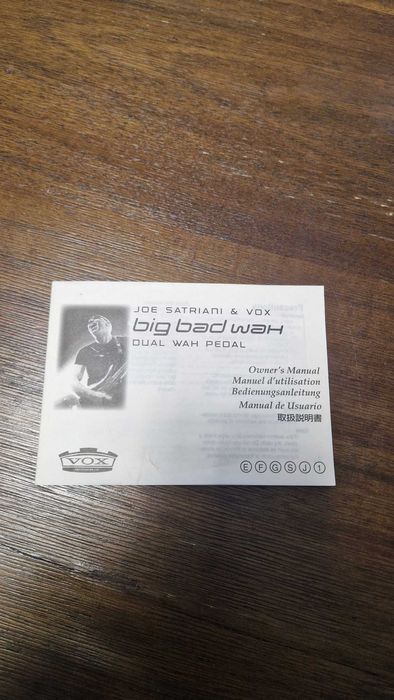 JOE SATRIANI & VOX
big bad wah
DUAL WAH PEDAL
Owner's Manual
Manuel d'utilisation
Bedienungsanleitung
Manual de Usuario
取扱説明書
VOX
E F G S J 1